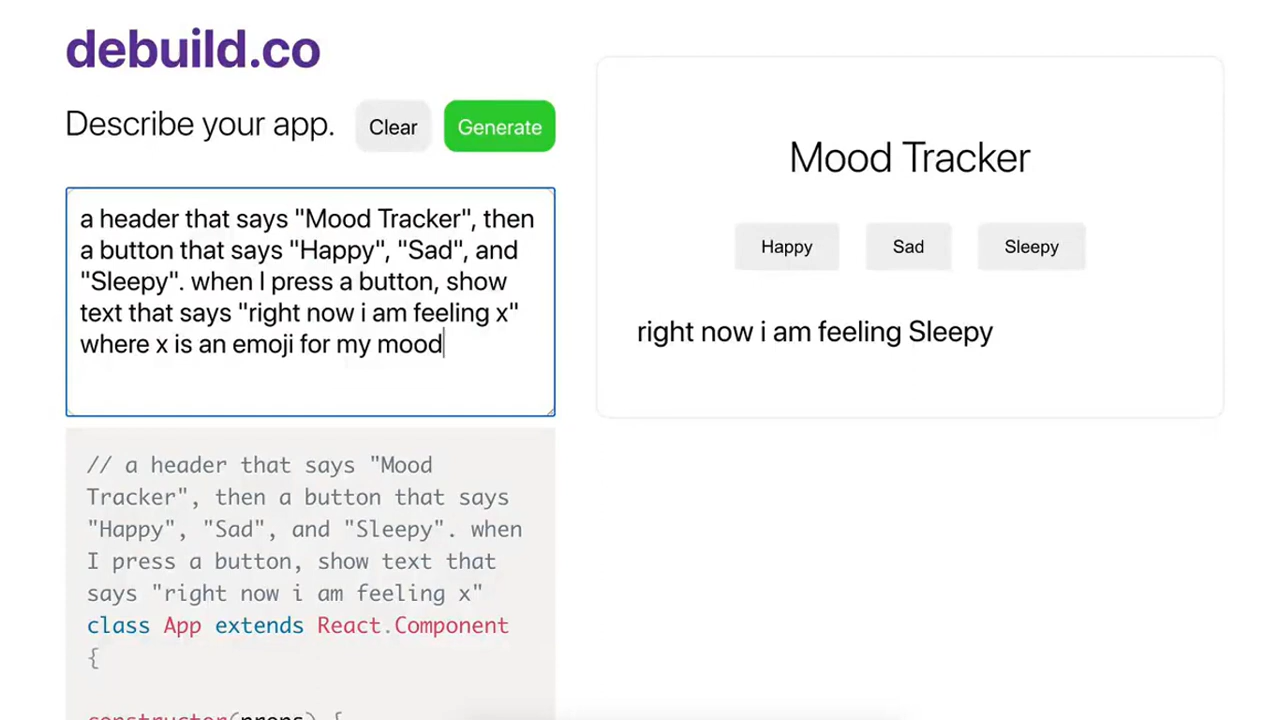 debuild.co
Describe your app.
Clear
Generate
a header that says "Mood Tracker", then
a button that says "Happy", "Sad", and
"Sleepy". when I press a button, show
text that says "right now i am feeling x"
where x is an emoji for my mood
// a header that says "Mood
Tracker", then a button that says
"Happy", "Sad", and "Sleepy". when
I press a button, show text that
says "right now i am feeling x"
class App extends React.Component
{
constructor(props) {
Mood Tracker
Happy
Sad
Sleepy
right now i am feeling Sleepy